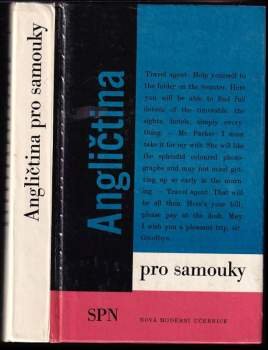 Angličtina pro samouky
Angličtina
Travel agent: Help yourself to
the folder on the counter. Here
you will be able to find full
details of the timetable, the
sights, hotels, simply every-
thing. — Mr. Parker: I must
take it for my wife. She will like
the splendid coloured photo-
graphs and may not mind get-
ting up so early in the morn-
ing. — Travel agent: That will
be all then. Here's your bill,
please pay at the desk. May
I wish you a pleasant trip, sir.
Goodbye.
pro samouky
SPN
NOVÁ MODERNÍ UČEBNICE